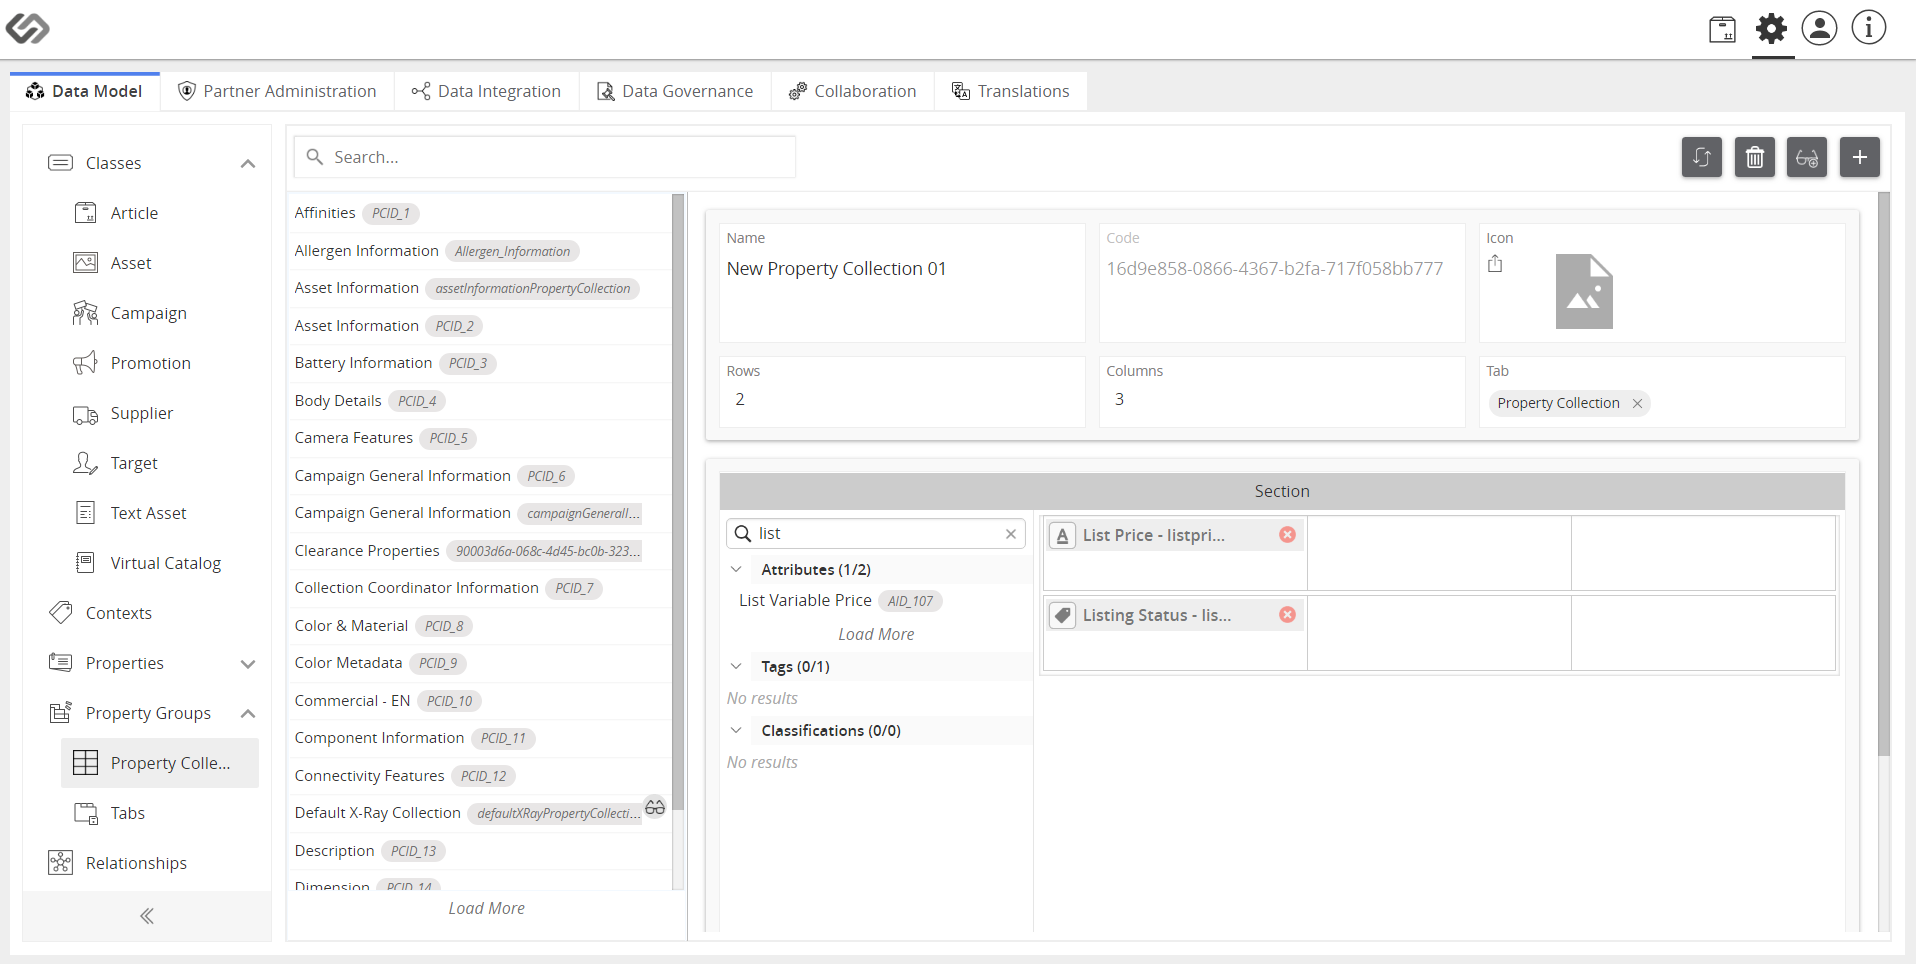 Data Model
Partner Administration
Data Integration
Data Governance
Collaboration
Translations
Classes
Article
Asset
Campaign
Promotion
Supplier
Target
Text Asset
Virtual Catalog
Contexts
Properties
Property Groups
Property Colle...
Tabs
Relationships
Search...
Affinities PCID_1
Allergen Information Allergen_Information
Asset Information assetInformationPropertyCollection
Asset Information PCID_2
Battery Information PCID_3
Body Details PCID_4
Camera Features PCID_5
Campaign General Information PCID_6
Campaign General Information campaignGeneralI...
Clearance Properties 90003d6a-068c-4d45-bc0b-323...
Collection Coordinator Information PCID_7
Color & Material PCID_8
Color Metadata PCID_9
Commercial - EN PCID_10
Component Information PCID_11
Connectivity Features PCID_12
Default X-Ray Collection defaultXRayPropertyCollecti...
Description PCID_13
Dimension PCID_14
Load More
Name
New Property Collection 01
Code
16d9e858-0866-4367-b2fa-717f058bb777
Icon
Rows
2
Columns
3
Tab
Property Collection
Section
list
Attributes (1/2)
List Variable Price AID_107
Load More
Tags (0/1)
No results
Classifications (0/0)
No results
List Price - listpri...
Listing Status - lis...